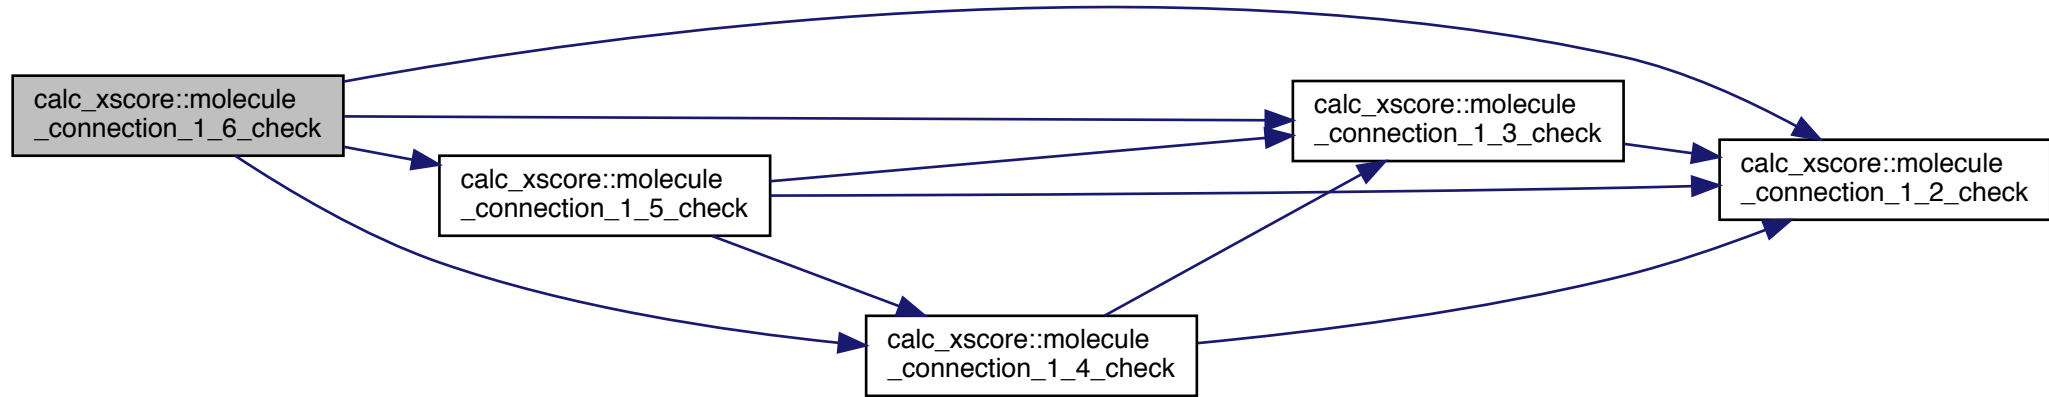 calc_xscore::molecule
_connection_1_6_check
calc_xscore::molecule
_connection_1_5_check
calc_xscore::molecule
_connection_1_4_check
calc_xscore::molecule
_connection_1_3_check
calc_xscore::molecule
_connection_1_2_check